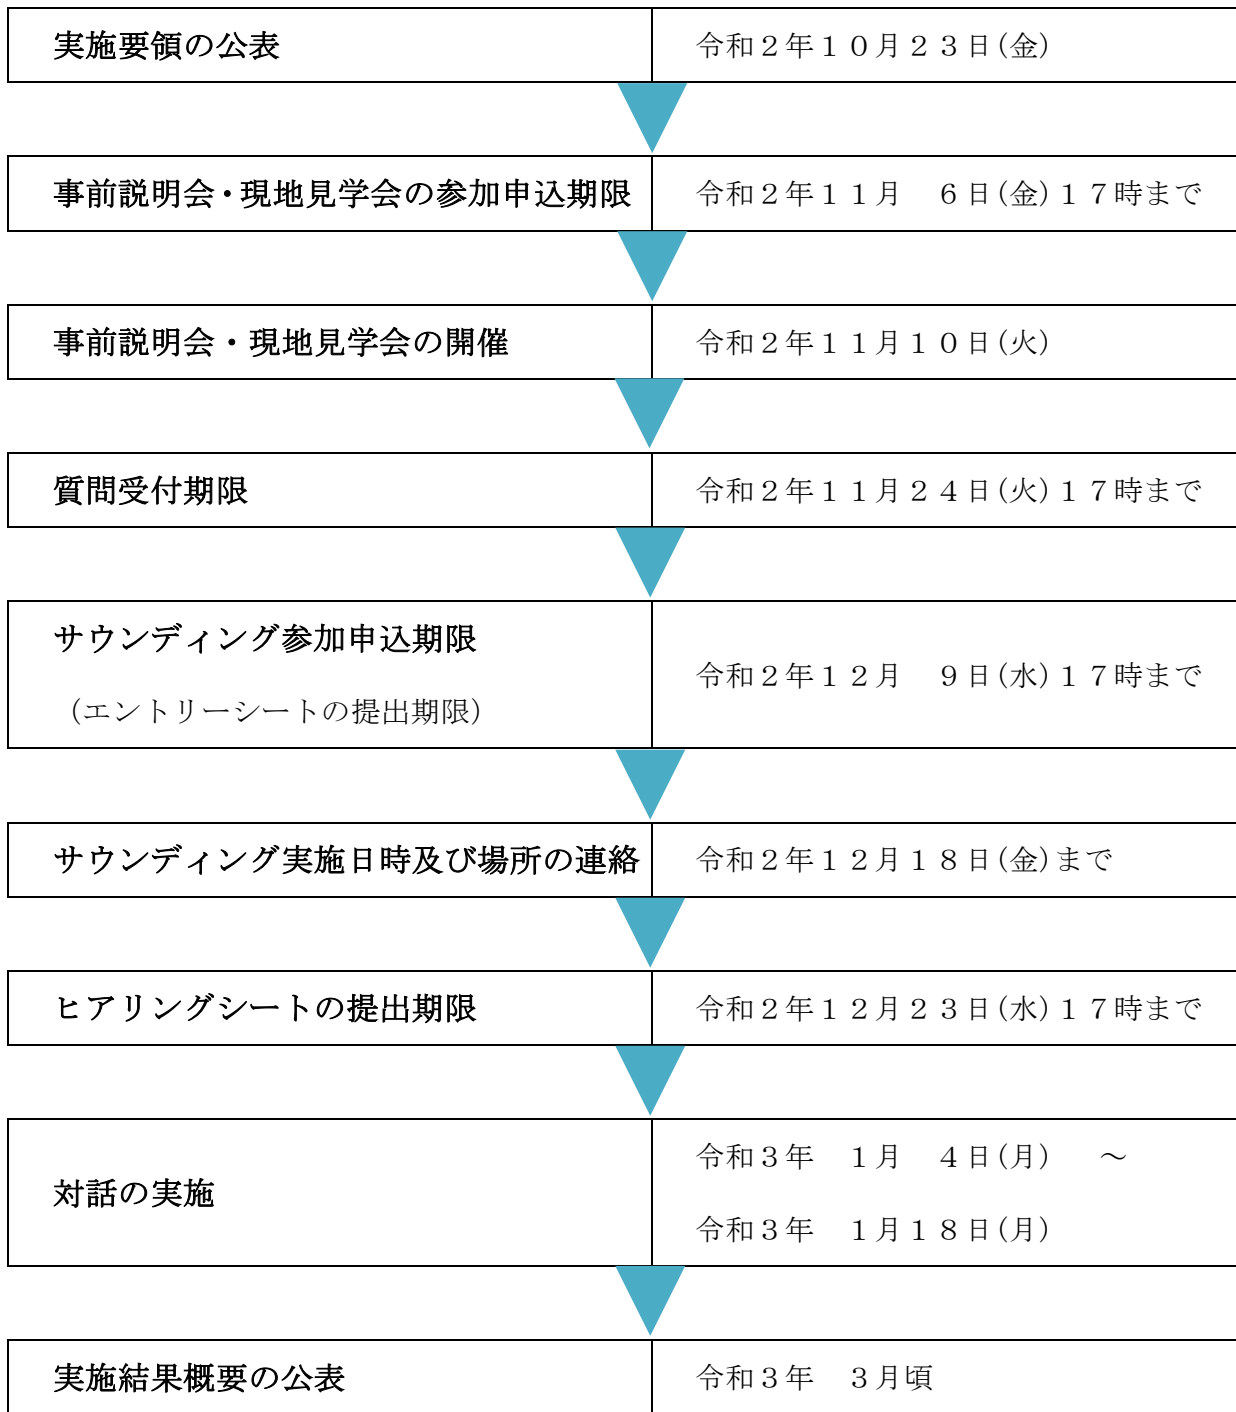 実施要領の公表
令和２年１０月２３日(金)
事前説明会・現地見学会の参加申込期限
令和２年１１月　６日(金)１７時まで
事前説明会・現地見学会の開催
令和２年１１月１０日(火)
質問受付期限
令和２年１１月２４日(火)１７時まで
サウンディング参加申込期限
（エントリーシートの提出期限）
令和２年１２月　９日(水)１７時まで
サウンディング実施日時及び場所の連絡
令和２年１２月１８日(金)まで
ヒアリングシートの提出期限
令和２年１２月２３日(水)１７時まで
対話の実施
令和３年　１月　４日(月)　～
令和３年　１月１８日(月)
実施結果概要の公表
令和３年　３月頃